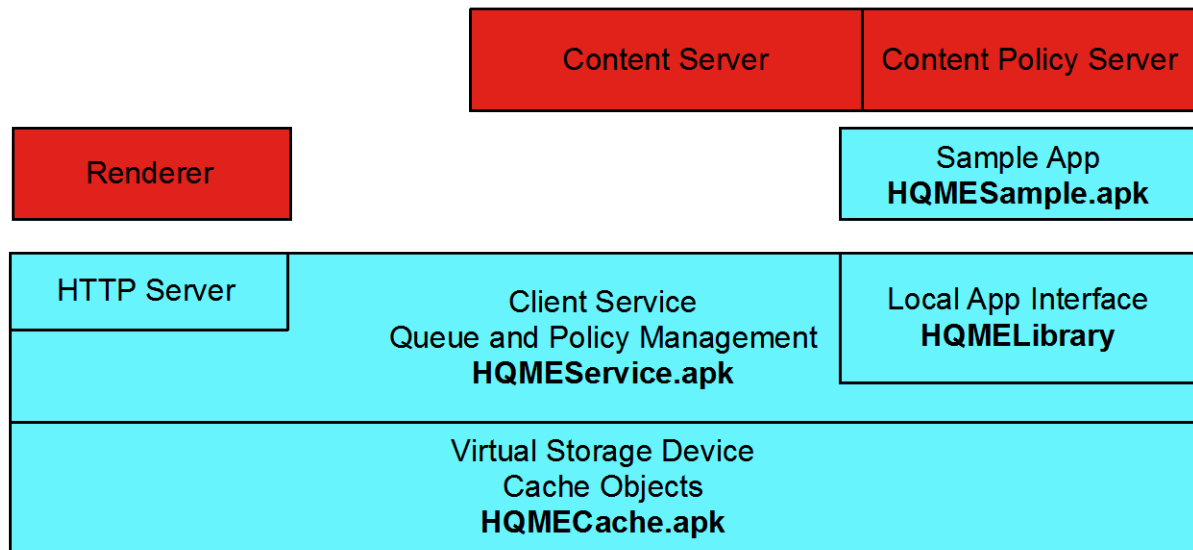 Content Server
Content Policy Server
Renderer
Sample App
HQMESample.apk
HTTP Server
Client Service
Queue and Policy Management
HQMEService.apk
Local App Interface
HQMELibrary
Virtual Storage Device
Cache Objects
HQMECache.apk